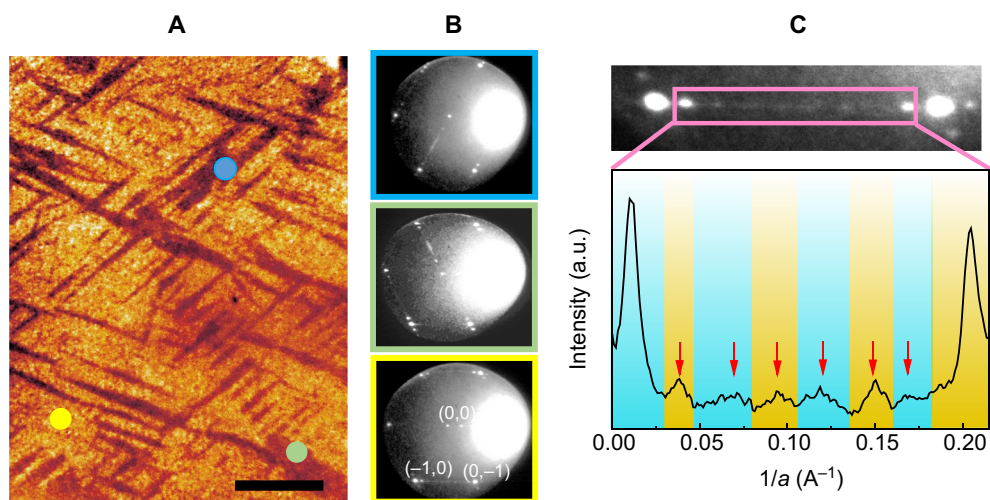 A
B
C
(0,0)
(–1,0)
(0,–1)
Intensity (a.u.)
0.00
0.05
0.10
0.15
0.20
1/a (A⁻¹)